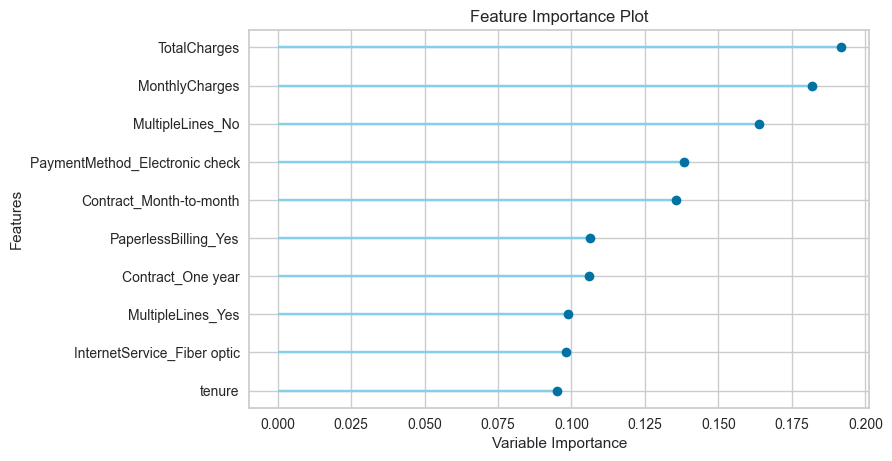 Feature Importance Plot
TotalCharges
MonthlyCharges
MultipleLines_No
PaymentMethod_Electronic check
Contract_Month-to-month
PaperlessBilling_Yes
Contract_One year
MultipleLines_Yes
InternetService_Fiber optic
tenure
Features
0.000 0.025 0.050 0.075 0.100 0.125 0.150 0.175 0.200
Variable Importance